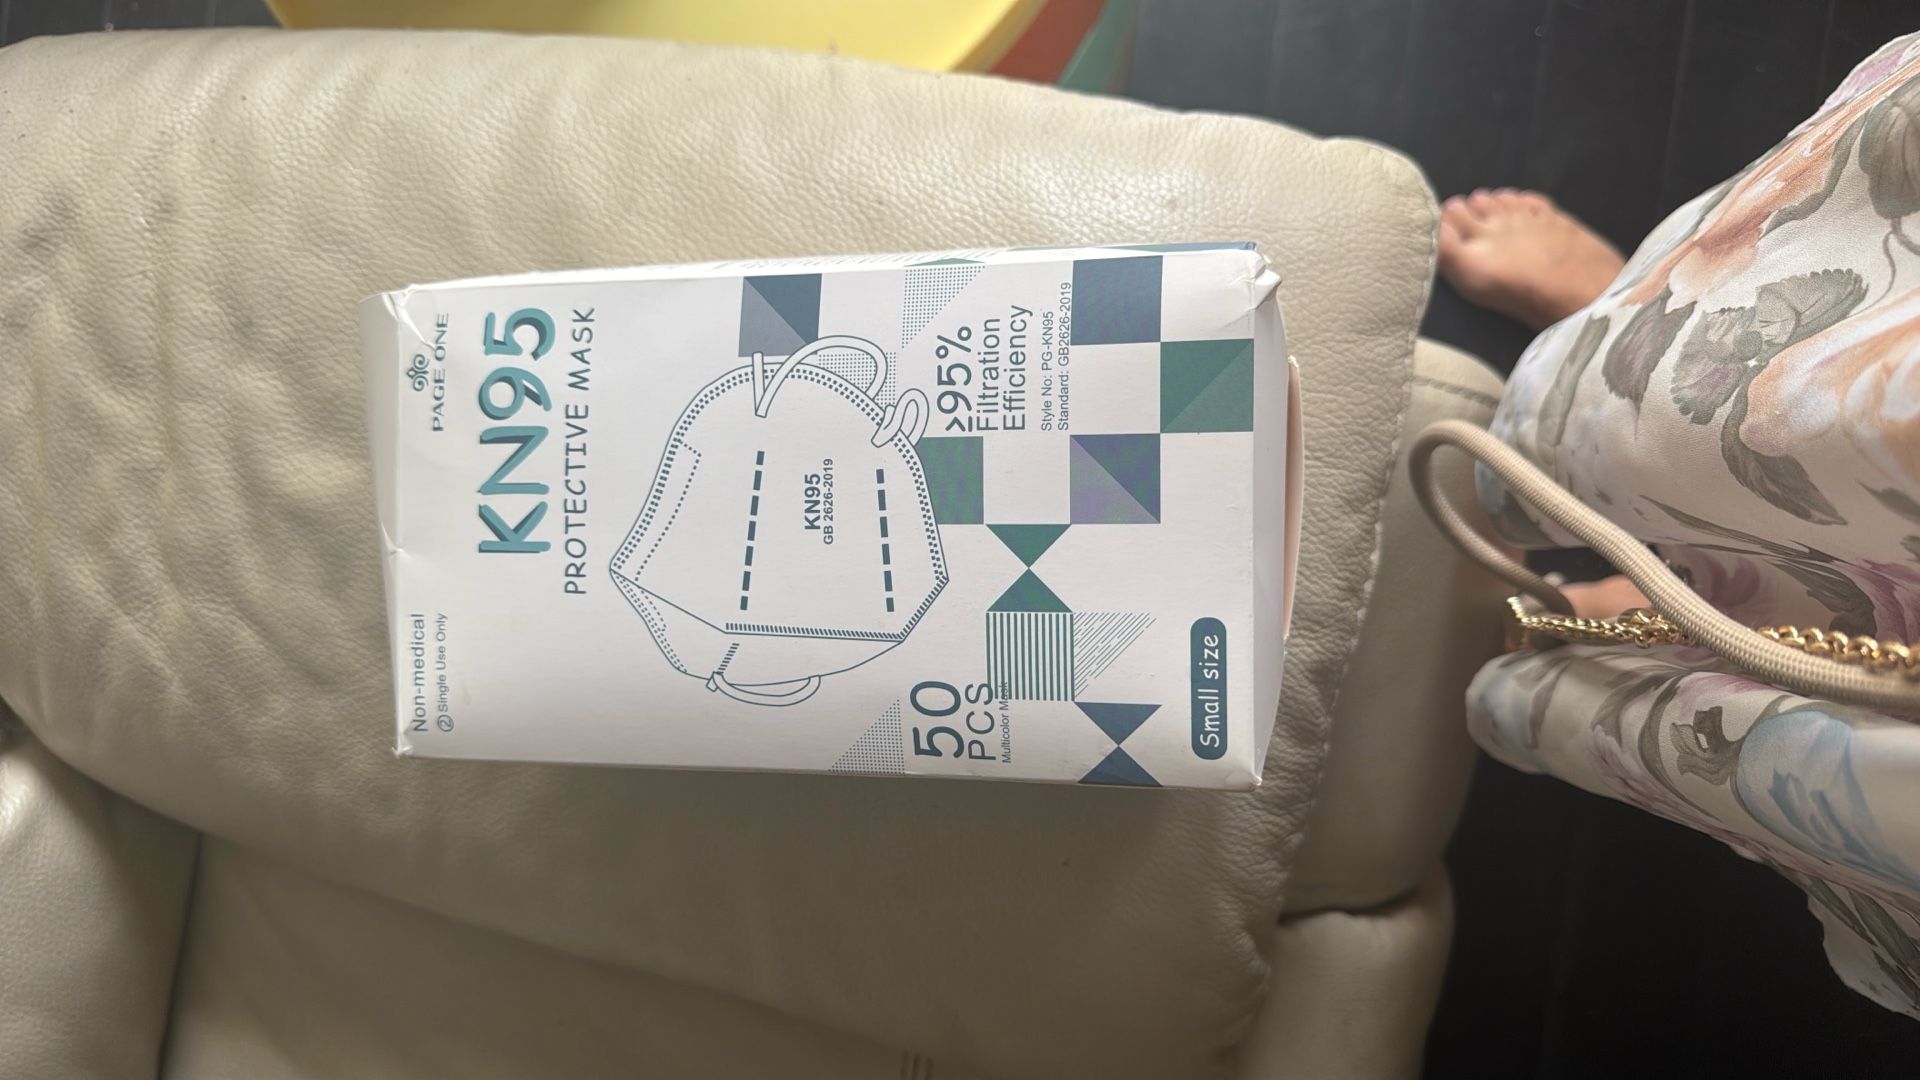 PAGE ONE
Non-medical
②Single Use Only
KN95
PROTECTIVE MASK
KN95
GB 2626-2019
≥95%
Filtration
Efficiency
Style No: PG-KN95
Standard: GB2626-2019
50
PCS
Multicolor Mask
Small size